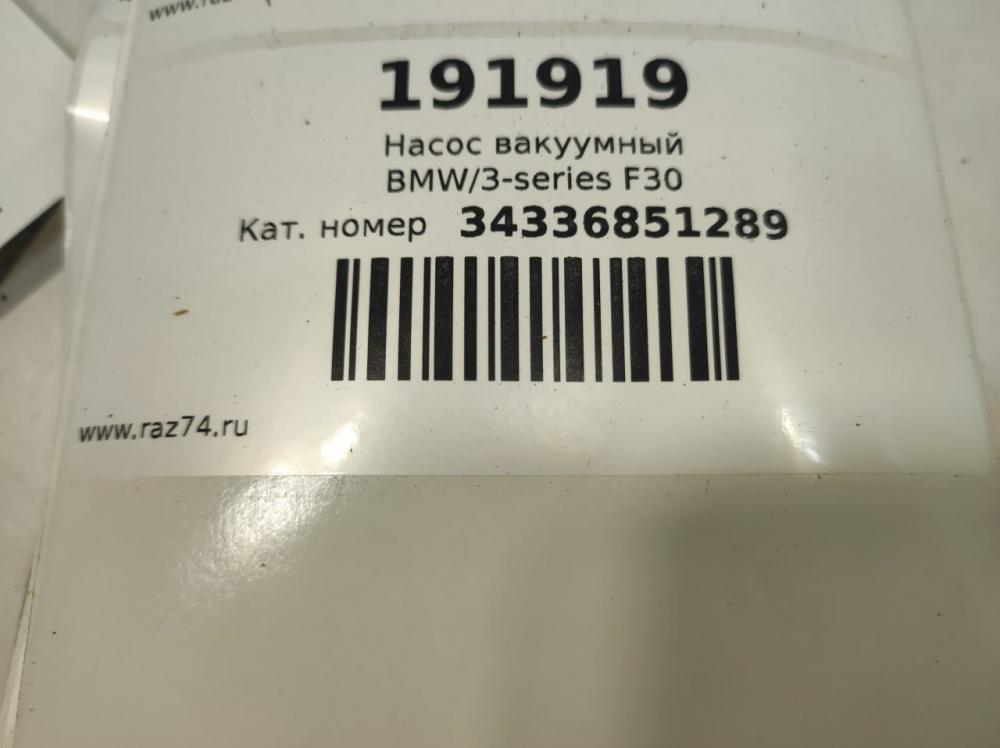 191919
Насос вакуумный
BMW/3-series F30
Кат. номер 34336851289
www.raz74.ru